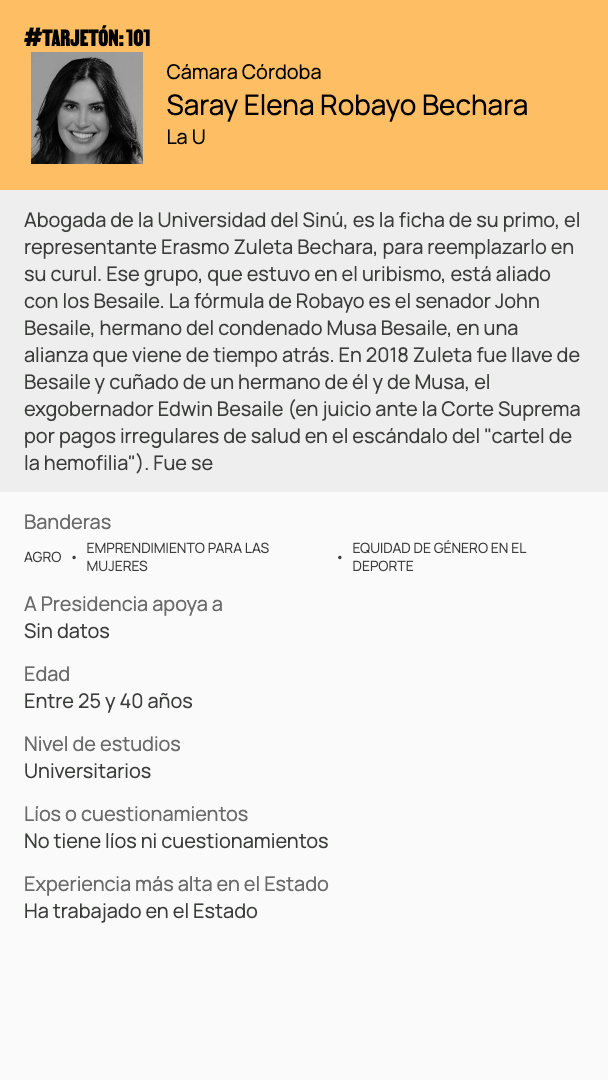 #TARJETÓN: 101
Cámara Córdoba
Saray Elena Robayo Bechara
La U
Abogada de la Universidad del Sinú, es la ficha de su primo, el
representante Erasmo Zuleta Bechara, para reemplazarlo en
su curul. Ese grupo, que estuvo en el uribismo, está aliado
con los Besaile. La fórmula de Robayo es el senador John
Besaile, hermano del condenado Musa Besaile, en una
alianza que viene de tiempo atrás. En 2018 Zuleta fue llave de
Besaile y cuñado de un hermano de él y de Musa, el
exgobernador Edwin Besaile (en juicio ante la Corte Suprema
por pagos irregulares de salud en el escándalo del "cartel de
la hemofilia"). Fue se
Banderas
AGRO • EMPRENDIMIENTO PARA LAS MUJERES • EQUIDAD DE GÉNERO EN EL DEPORTE
A Presidencia apoya a
Sin datos
Edad
Entre 25 y 40 años
Nivel de estudios
Universitarios
Líos o cuestionamientos
No tiene líos ni cuestionamientos
Experiencia más alta en el Estado
Ha trabajado en el Estado